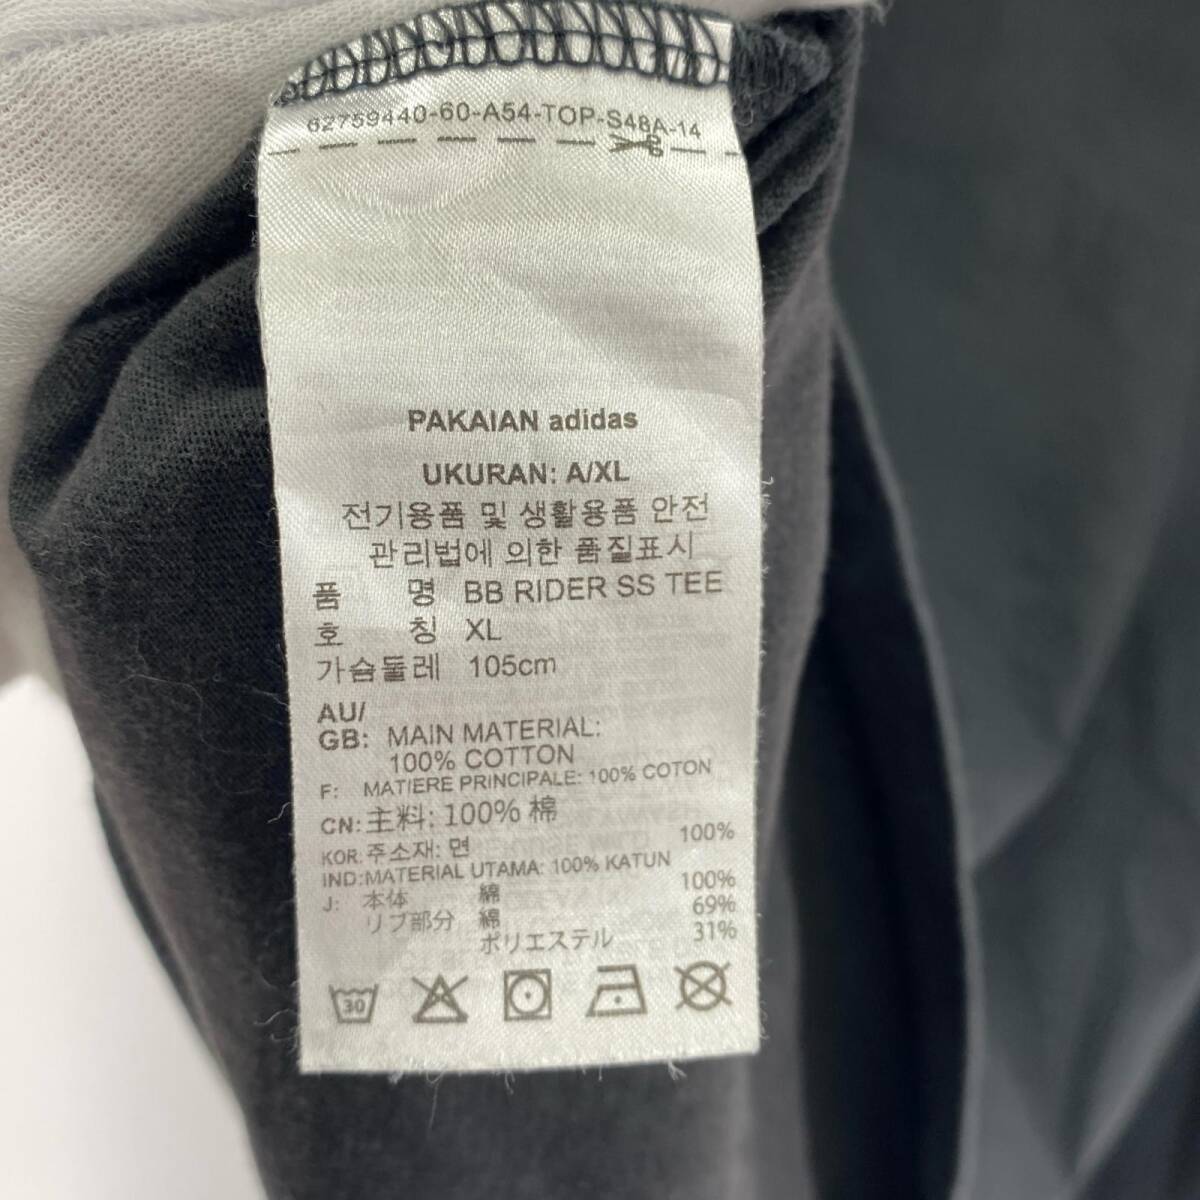 62759440-60-A54-TOP-S48A-14
PAKAIAN adidas
UKURAN: A/XL
전기용품 및 생활용품 안전
관리법에 의한 품질표시
품 명 BB RIDER SS TEE
호 칭 XL
가슴둘레 105cm
AU/
GB: MAIN MATERIAL:
100% COTTON
F: MATIERE PRINCIPALE: 100% COTON
CN: 主料: 100% 棉
KOR: 주소재: 면 100%
IND: MATERIAL UTAMA: 100% KATUN
J: 本体 綿 100%
リブ部分 綿 69%
ポリエステル 31%
30